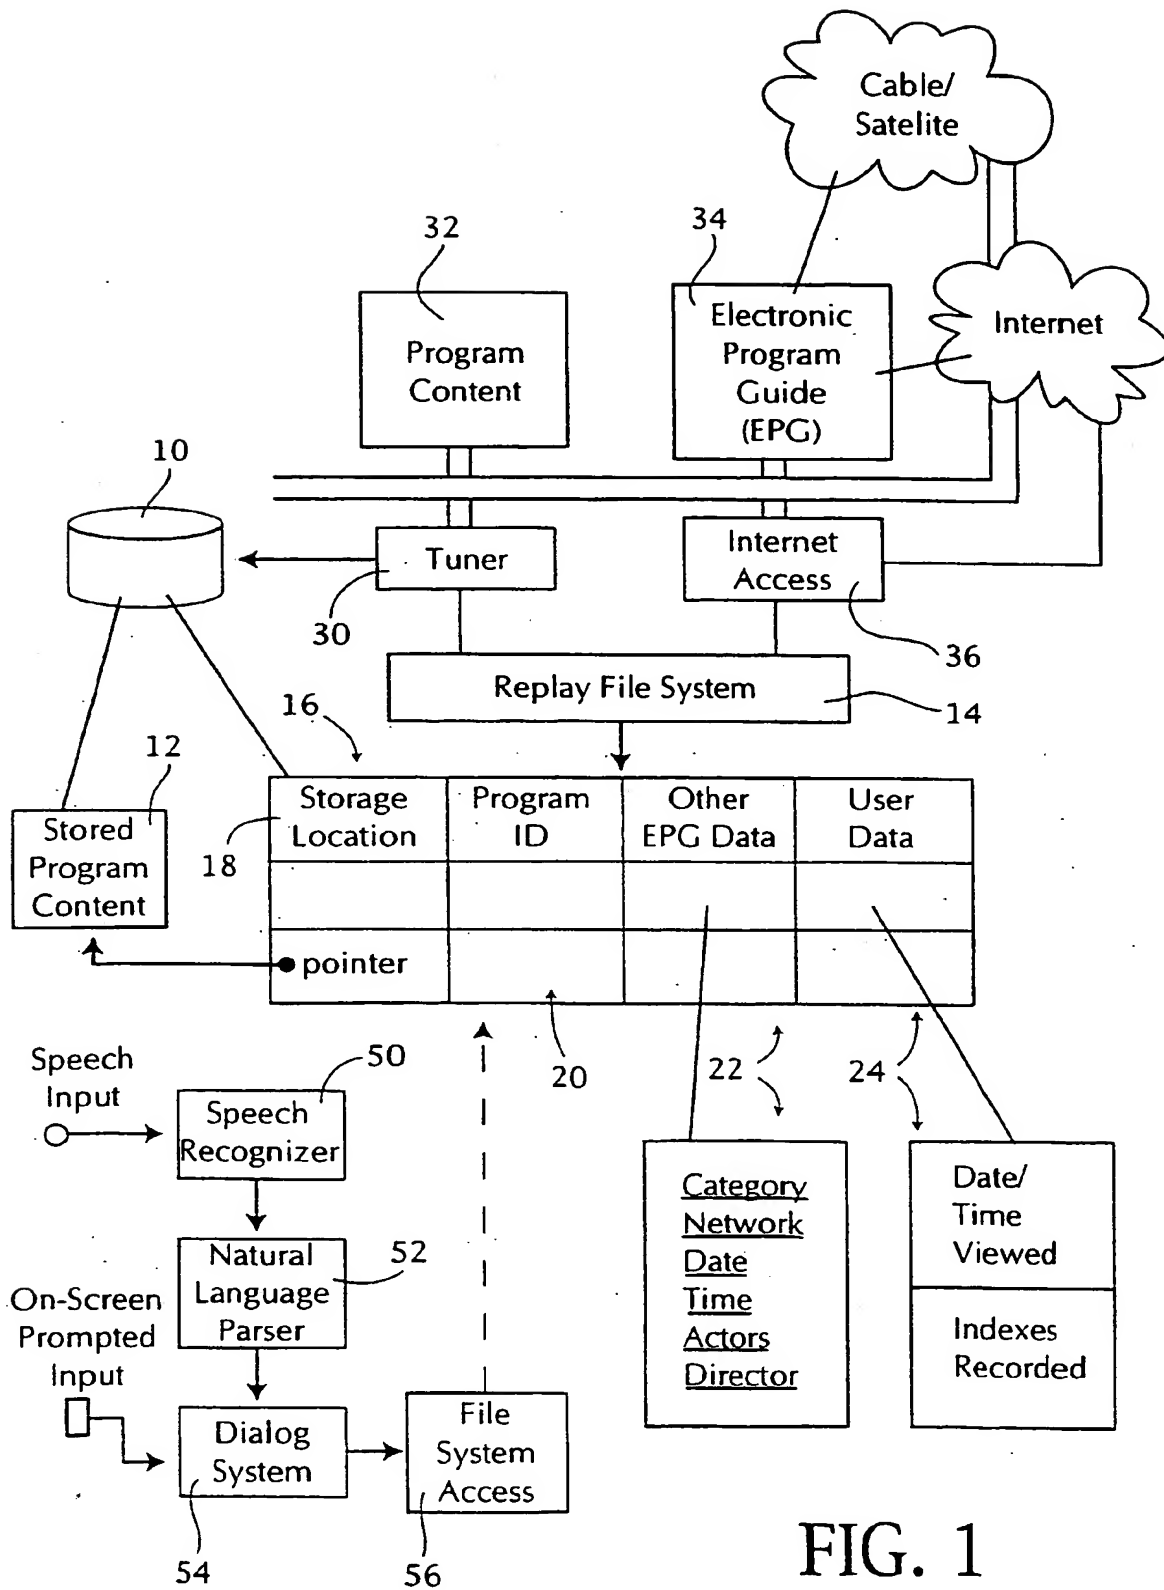 Cable/
Satelite
32
34
Program
Content
Electronic
Program
Guide
(EPG)
Internet
10
Tuner
Internet
Access
30
36
Replay File System
14
16
12
Stored
Program
Content
18
Storage
Location
Program
ID
Other
EPG Data
User
Data
pointer
20
22
24
Speech
Input
50
Speech
Recognizer
Natural
Language
Parser
52
On-Screen
Prompted
Input
Dialog
System
54
File
System
Access
56
Category
Network
Date
Time
Actors
Director
Date/
Time
Viewed
Indexes
Recorded
FIG. 1